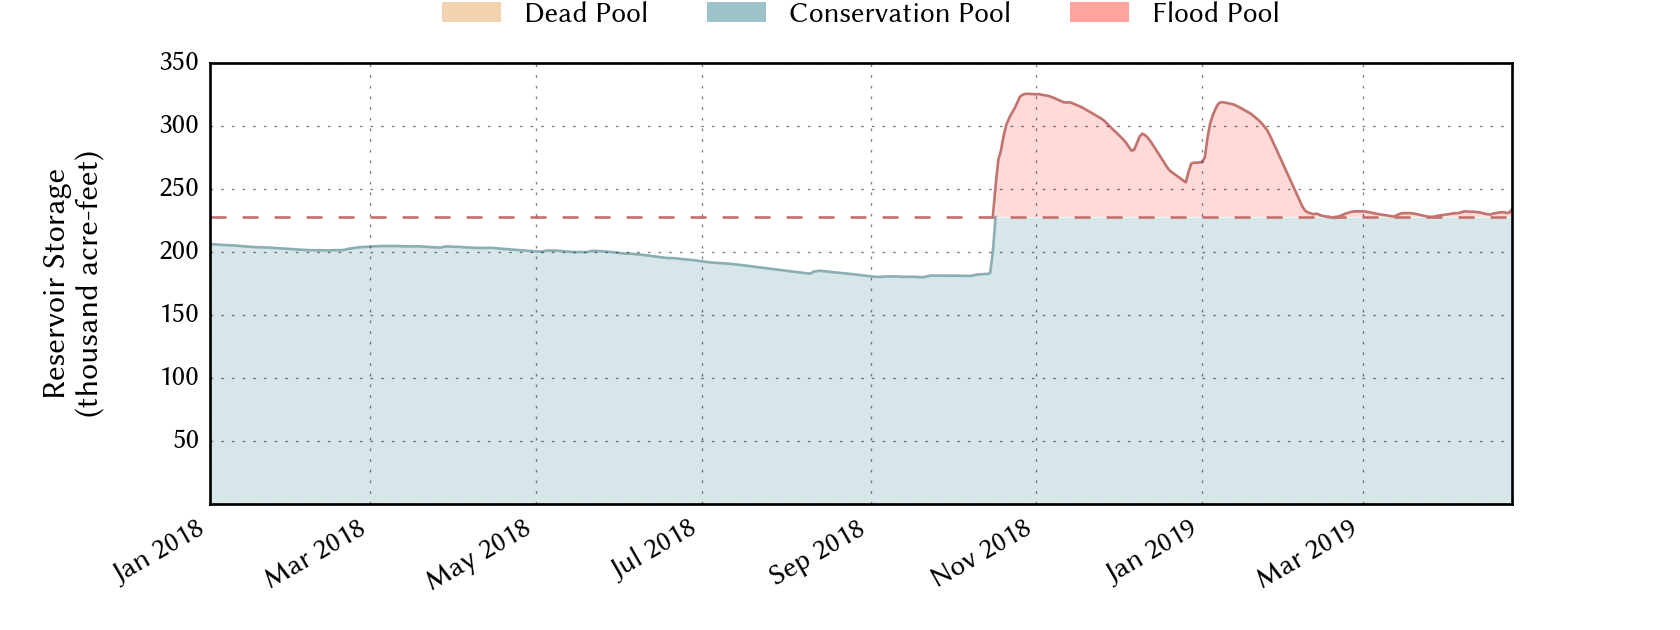 Dead Pool Conservation Pool Flood Pool
350
300
250
200
150
100
50
Reservoir Storage
(thousand acre-feet)
Jan 2018 Mar 2018 May 2018 Jul 2018 Sep 2018 Nov 2018 Jan 2019 Mar 2019